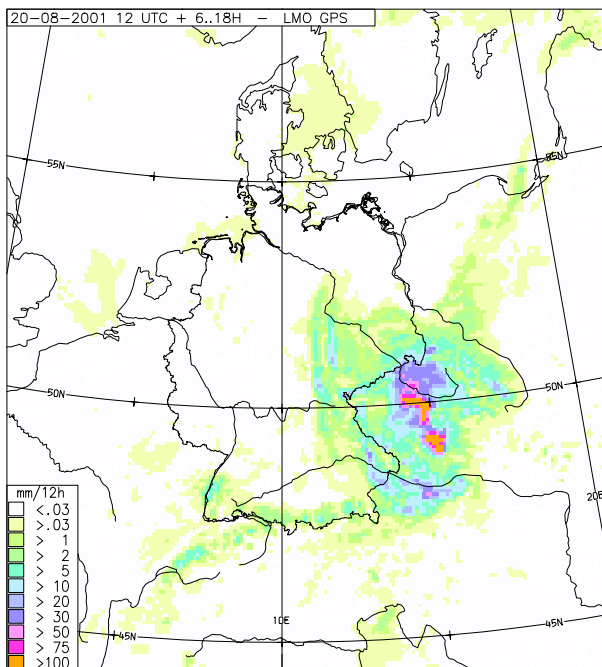 20-08-2001 12 UTC + 6..18H – LMO GPS
55N
55N
50N
50N
20E
10E
45N
45N
mm/12h
<.03
>.03
> 1
> 2
> 5
> 10
> 20
> 30
> 50
> 75
>100